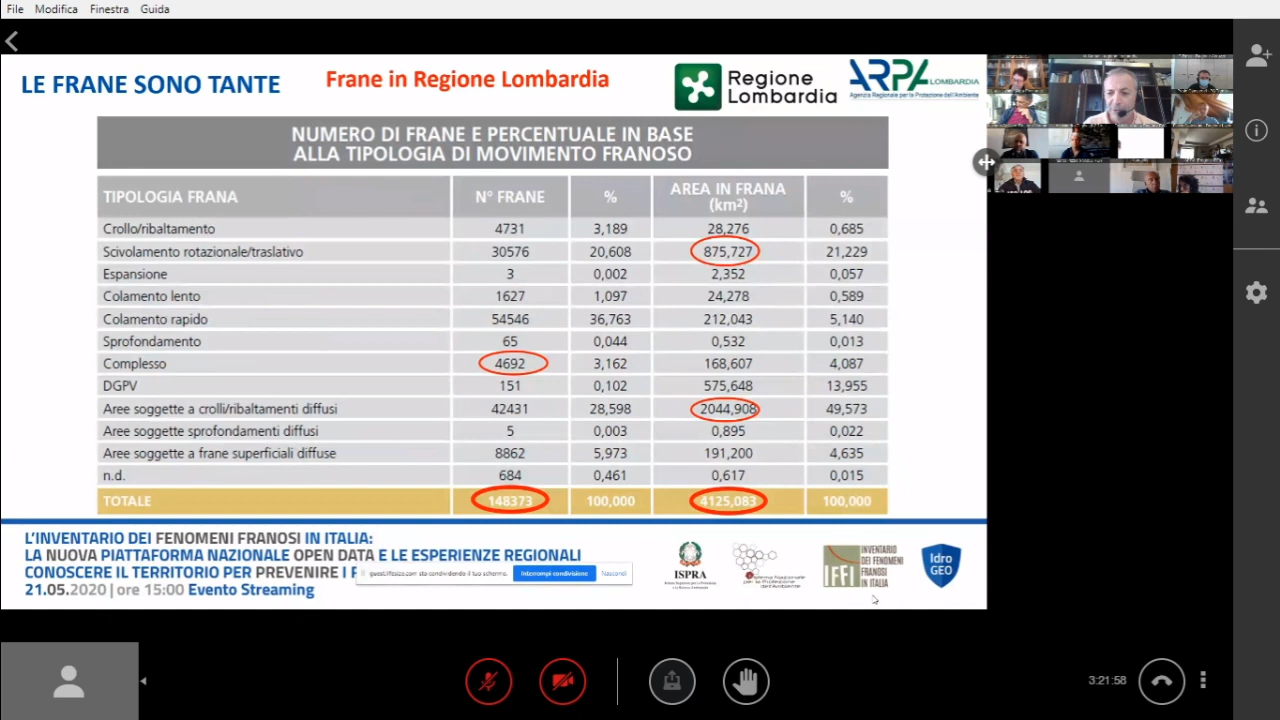 File Modifica Finestra Guida
LE FRANE SONO TANTE
Frane in Regione Lombardia
Regione
Lombardia
ARPA LOMBARDIA
Agenzia Regionale per la Protezione dell'Ambiente
NUMERO DI FRANE E PERCENTUALE IN BASE
ALLA TIPOLOGIA DI MOVIMENTO FRANOSO
TIPOLOGIA FRANA N° FRANE % AREA IN FRANA (km²) %
Crollo/ribaltamento 4731 3,189 28,276 0,685
Scivolamento rotazionale/traslativo 30576 20,608 875,727 21,229
Espansione 3 0,002 2,352 0,057
Colamento lento 1627 1,097 24,278 0,589
Colamento rapido 54546 36,763 212,043 5,140
Sprofondamento 65 0,044 0,532 0,013
Complesso 4692 3,162 168,607 4,087
DGPV 151 0,102 575,648 13,955
Aree soggette a crolli/ribaltamenti diffusi 42431 28,598 2044,908 49,573
Aree soggette sprofondamenti diffusi 5 0,003 0,895 0,022
Aree soggette a frane superficiali diffuse 8862 5,973 191,200 4,635
n.d. 684 0,461 0,617 0,015
TOTALE 148373 100,000 4125,083 100,000
L'INVENTARIO DEI FENOMENI FRANOSI IN ITALIA:
LA NUOVA PIATTAFORMA NAZIONALE OPEN DATA E LE ESPERIENZE REGIONALI
CONOSCERE IL TERRITORIO PER PREVENIRE I
21.05.2020 | ore 15:00 Evento Streaming
guest.lifesize.com sta condividendo il tuo schermo. Interrompi condivisione Nascondi
ISPRA
IFFI
INVENTARIO
DEI FENOMENI
FRANOSI
IN ITALIA
Idro
GEO
3:21:58